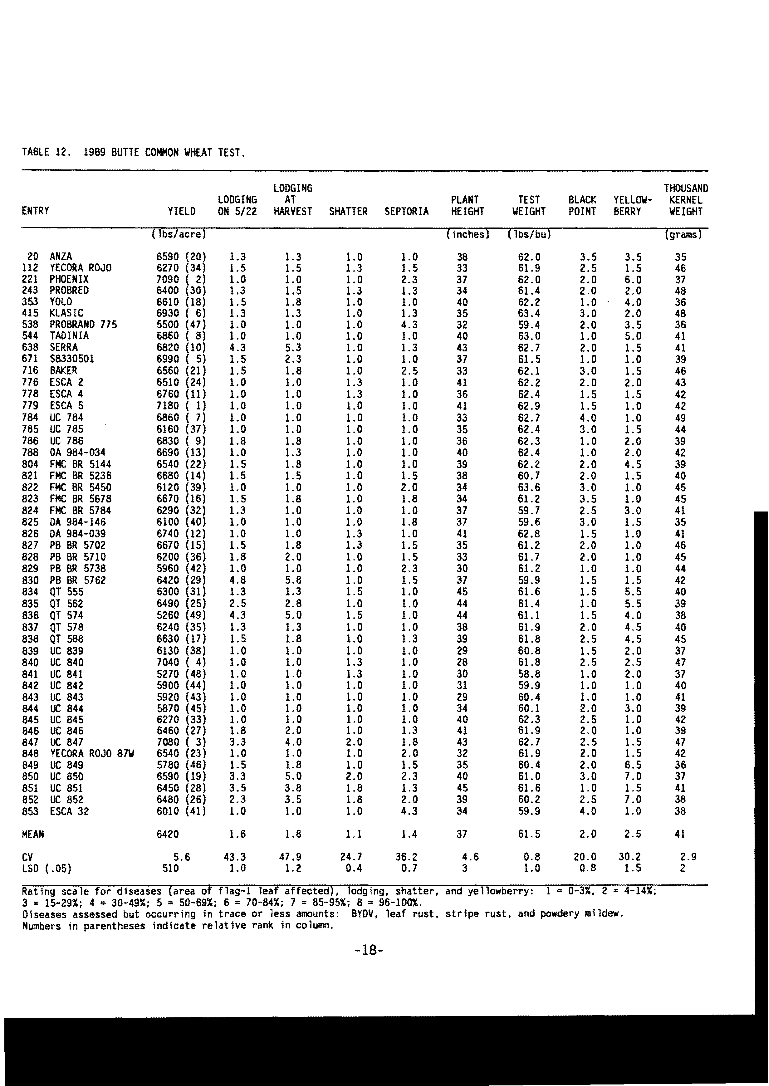 TABLE 12. 1989 BUTTE COMMON WHEAT TEST.
LODGING THOUSAND
LODGING AT PLANT TEST BLACK YELLOW- KERNEL
ENTRY YIELD ON 5/22 HARVEST SHATTER SEPTORIA HEIGHT WEIGHT POINT BERRY WEIGHT
(lbs/acre) (inches) (lbs/bu) (grams)
20 ANZA 6590 (20) 1.3 1.3 1.0 1.0 38 62.0 3.5 3.5 35
112 YECORA ROJO 6270 (34) 1.5 1.5 1.3 1.5 33 61.9 2.5 1.5 46
221 PHOENIX 7090 ( 2) 1.0 1.0 1.0 2.3 37 62.0 2.0 6.0 37
243 PROBRED 6400 (30) 1.3 1.5 1.3 1.3 34 61.4 2.0 2.0 48
353 YOLO 6610 (18) 1.5 1.8 1.0 1.0 40 62.2 1.0 4.0 36
415 KLASIC 6930 ( 6) 1.3 1.3 1.0 1.0 35 63.4 3.0 2.0 48
538 PROBRAND 775 5500 (47) 1.0 1.0 1.0 4.3 32 59.4 2.0 3.5 36
544 TADINIA 6860 ( 8) 1.0 1.0 1.0 1.0 40 63.0 1.0 5.0 41
638 SERRA 6820 (10) 4.3 5.3 1.0 1.3 43 62.7 2.0 1.5 41
671 S8330501 6990 ( 5) 1.5 2.3 1.0 1.0 37 61.5 1.0 1.0 39
716 BAKER 6560 (21) 1.5 1.8 1.0 2.5 33 62.1 3.0 1.5 46
776 ESCA 2 6510 (24) 1.0 1.0 1.3 1.0 41 62.2 2.0 2.0 43
778 ESCA 4 6760 (11) 1.0 1.0 1.3 1.0 36 62.4 1.5 1.5 42
779 ESCA 5 7180 ( 1) 1.0 1.0 1.0 1.0 41 62.9 1.5 1.0 42
784 UC 784 6860 ( 7) 1.0 1.0 1.0 1.0 33 62.7 4.0 1.0 49
785 UC 785 6160 (37) 1.0 1.0 1.0 1.0 35 62.4 3.0 1.5 44
786 UC 786 6830 ( 9) 1.8 1.8 1.0 1.0 36 62.3 1.0 2.0 39
788 OA 984-034 6690 (13) 1.0 1.3 1.0 1.0 40 62.4 1.0 2.0 42
804 FMC BR 5144 6540 (22) 1.5 1.8 1.0 1.0 39 62.2 2.0 4.5 39
821 FMC BR 5238 6680 (14) 1.5 1.5 1.0 1.5 38 60.7 2.0 1.5 40
822 FMC BR 5450 6120 (39) 1.0 1.0 1.0 2.0 34 63.6 3.0 1.0 45
823 FMC BR 5678 6670 (16) 1.5 1.8 1.0 1.8 34 61.2 3.5 1.0 45
824 FMC BR 5784 6290 (32) 1.3 1.0 1.0 1.0 37 59.7 2.5 3.0 41
825 OA 984-146 6100 (40) 1.0 1.0 1.0 1.8 37 59.6 3.0 1.5 35
826 OA 984-039 6740 (12) 1.0 1.0 1.3 1.0 41 62.8 1.5 1.0 41
827 PB BR 5702 6670 (15) 1.5 1.8 1.3 1.5 35 61.2 2.0 1.0 46
828 PB BR 5710 6200 (36) 1.8 2.0 1.0 1.5 33 61.7 2.0 1.0 45
829 PB BR 5738 5960 (42) 1.0 1.0 1.0 2.3 30 61.2 1.0 1.0 44
830 PB BR 5762 6420 (29) 4.8 5.8 1.0 1.5 37 59.9 1.5 1.5 42
834 QT 555 6300 (31) 1.3 1.3 1.5 1.0 45 61.6 1.5 5.5 40
835 QT 562 6490 (25) 2.5 2.8 1.0 1.0 44 61.4 1.0 5.5 39
836 QT 574 5260 (49) 4.3 5.0 1.5 1.0 44 61.1 1.5 4.0 38
837 QT 578 6240 (35) 1.3 1.3 1.0 1.0 38 61.9 2.0 4.5 40
838 QT 588 6630 (17) 1.5 1.8 1.0 1.3 39 61.8 2.5 4.5 45
839 UC 839 6130 (38) 1.0 1.0 1.0 1.0 29 60.8 1.5 2.0 37
840 UC 840 7040 ( 4) 1.0 1.0 1.3 1.0 28 61.8 2.5 2.5 47
841 UC 841 5270 (48) 1.0 1.0 1.3 1.0 30 58.8 1.0 2.0 37
842 UC 842 5900 (44) 1.0 1.0 1.0 1.0 31 59.9 1.0 1.0 40
843 UC 843 5920 (43) 1.0 1.0 1.0 1.0 29 60.4 1.0 1.0 41
844 UC 844 5870 (45) 1.0 1.0 1.0 1.0 34 60.1 2.0 3.0 39
845 UC 845 6270 (33) 1.0 1.0 1.0 1.0 40 62.3 2.5 1.0 42
846 UC 846 6460 (27) 1.8 2.0 1.0 1.3 41 61.9 2.0 1.0 39
847 UC 847 7080 ( 3) 3.3 4.0 2.0 1.8 43 62.7 2.5 1.5 47
848 YECORA ROJO 87W 6540 (23) 1.0 1.0 1.0 2.0 32 61.9 2.0 1.5 42
849 UC 849 5780 (46) 1.5 1.8 1.0 1.5 35 60.4 2.0 6.5 36
850 UC 850 6590 (19) 3.3 5.0 2.0 2.3 40 61.0 3.0 7.0 37
851 UC 851 6450 (28) 3.5 3.8 1.8 1.3 45 61.6 1.0 1.5 41
852 UC 852 6480 (26) 2.3 3.5 1.8 2.0 39 60.2 2.5 7.0 38
853 ESCA 32 6010 (41) 1.0 1.0 1.0 4.3 34 59.9 4.0 1.0 38
MEAN 6420 1.6 1.8 1.1 1.4 37 61.5 2.0 2.5 41
CV 5.6 43.3 47.9 24.7 36.2 4.6 0.8 20.0 30.2 2.9
LSD (.05) 510 1.0 1.2 0.4 0.7 3 1.0 0.8 1.5 2
Rating scale for diseases (area of flag-1 leaf affected), lodging, shatter, and yellowberry: 1 = 0-3%, 2 = 4-14%;
3 = 15-29%; 4 = 30-49%; 5 = 50-69%; 6 = 70-84%; 7 = 85-95%; 8 = 96-100%.
Diseases assessed but occurring in trace or less amounts: BYDV, leaf rust, stripe rust, and powdery mildew.
Numbers in parentheses indicate relative rank in column.
-18-